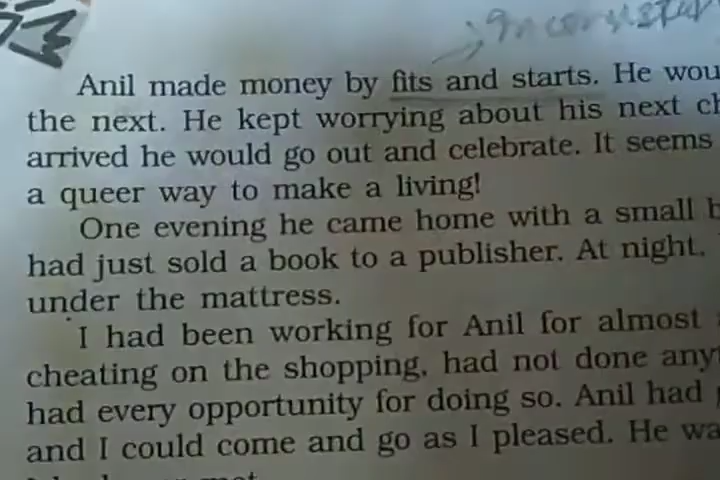 Anil made money by fits and starts. He wou
the next. He kept worrying about his next ch
arrived he would go out and celebrate. It seems
a queer way to make a living!
One evening he came home with a small b
had just sold a book to a publisher. At night,
under the mattress.
I had been working for Anil for almost
cheating on the shopping, had not done any
had every opportunity for doing so. Anil had
and I could come and go as I pleased. He wa